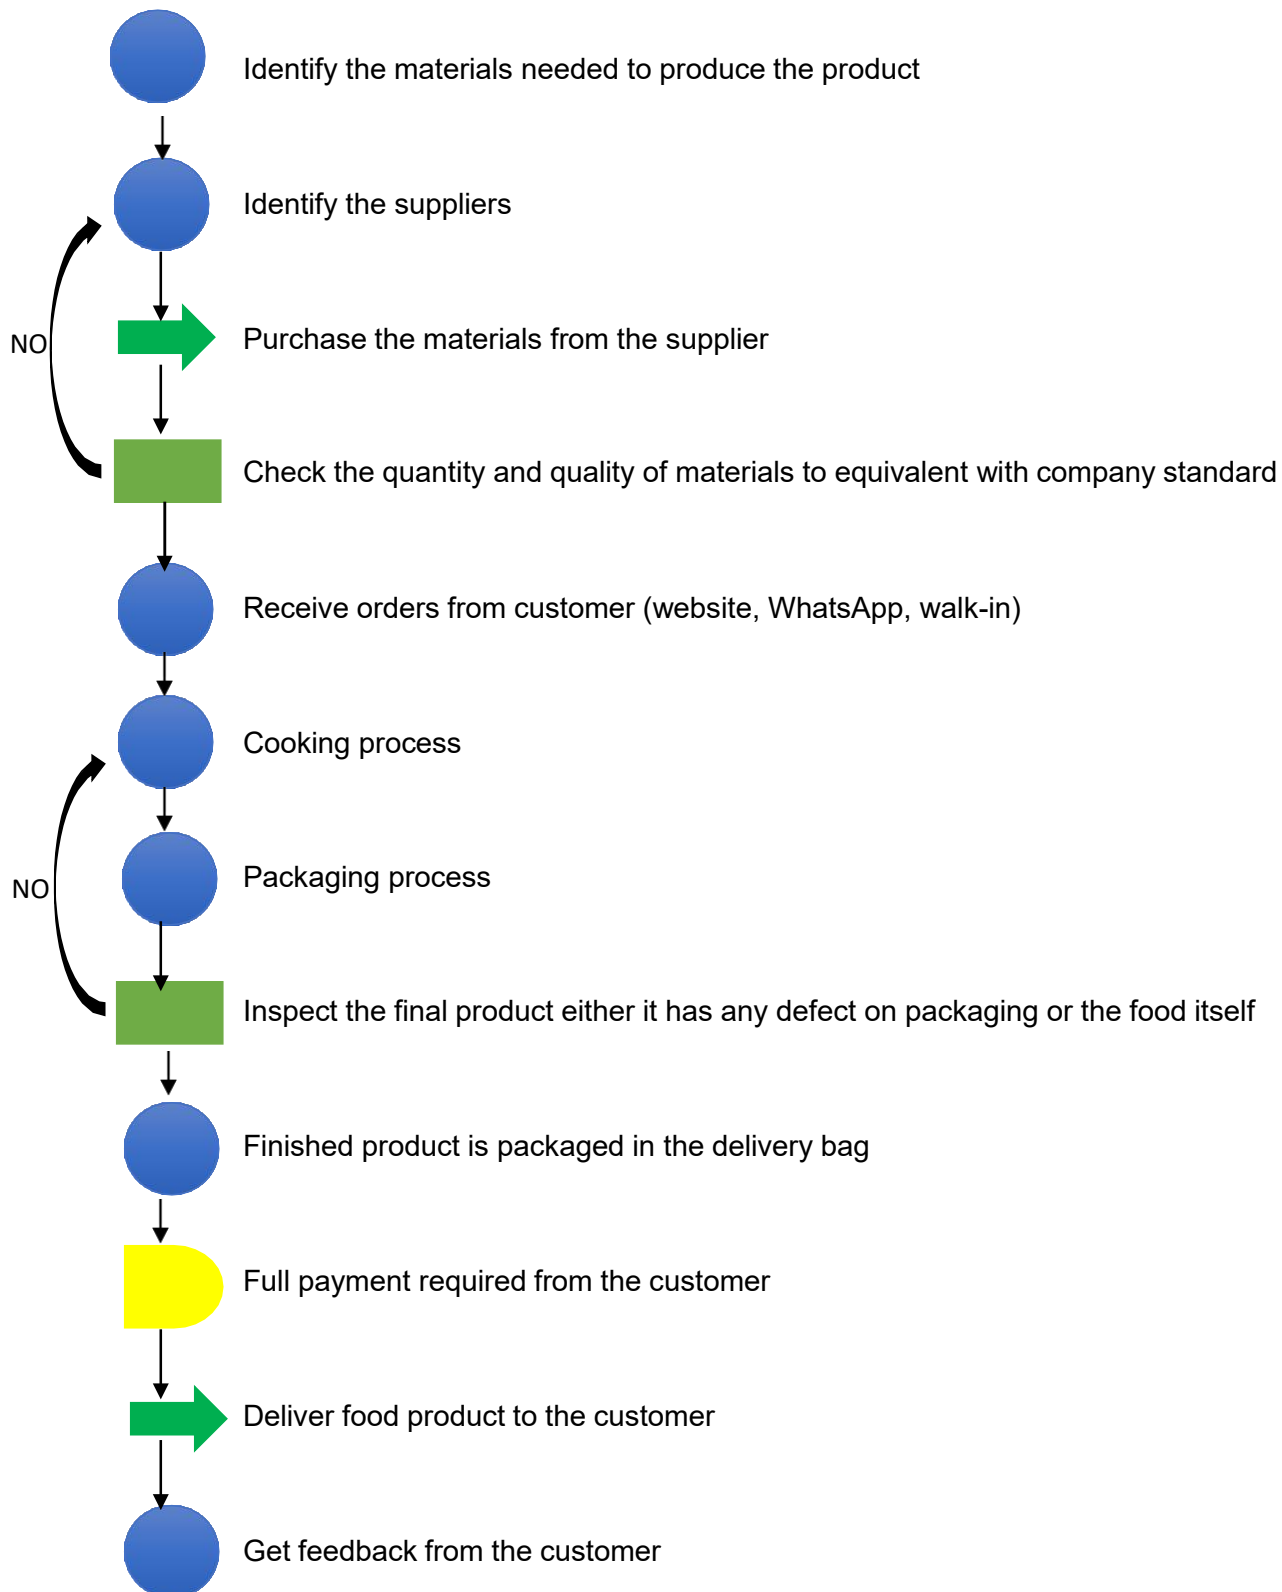 Identify the materials needed to produce the product
Identify the suppliers
NO
Purchase the materials from the supplier
Check the quantity and quality of materials to equivalent with company standard
Receive orders from customer (website, WhatsApp, walk-in)
Cooking process
Packaging process
NO
Inspect the final product either it has any defect on packaging or the food itself
Finished product is packaged in the delivery bag
Full payment required from the customer
Deliver food product to the customer
Get feedback from the customer